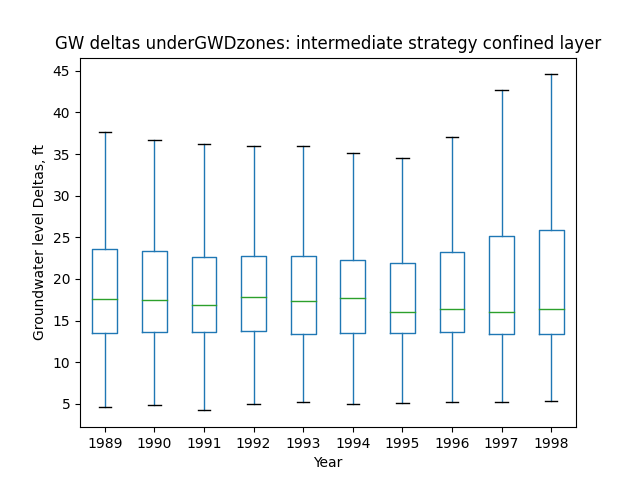 GW deltas underGWDzones: intermediate strategy confined layer
Groundwater level Deltas, ft
45
40
35
30
25
20
15
10
5
1989 1990 1991 1992 1993 1994 1995 1996 1997 1998
Year